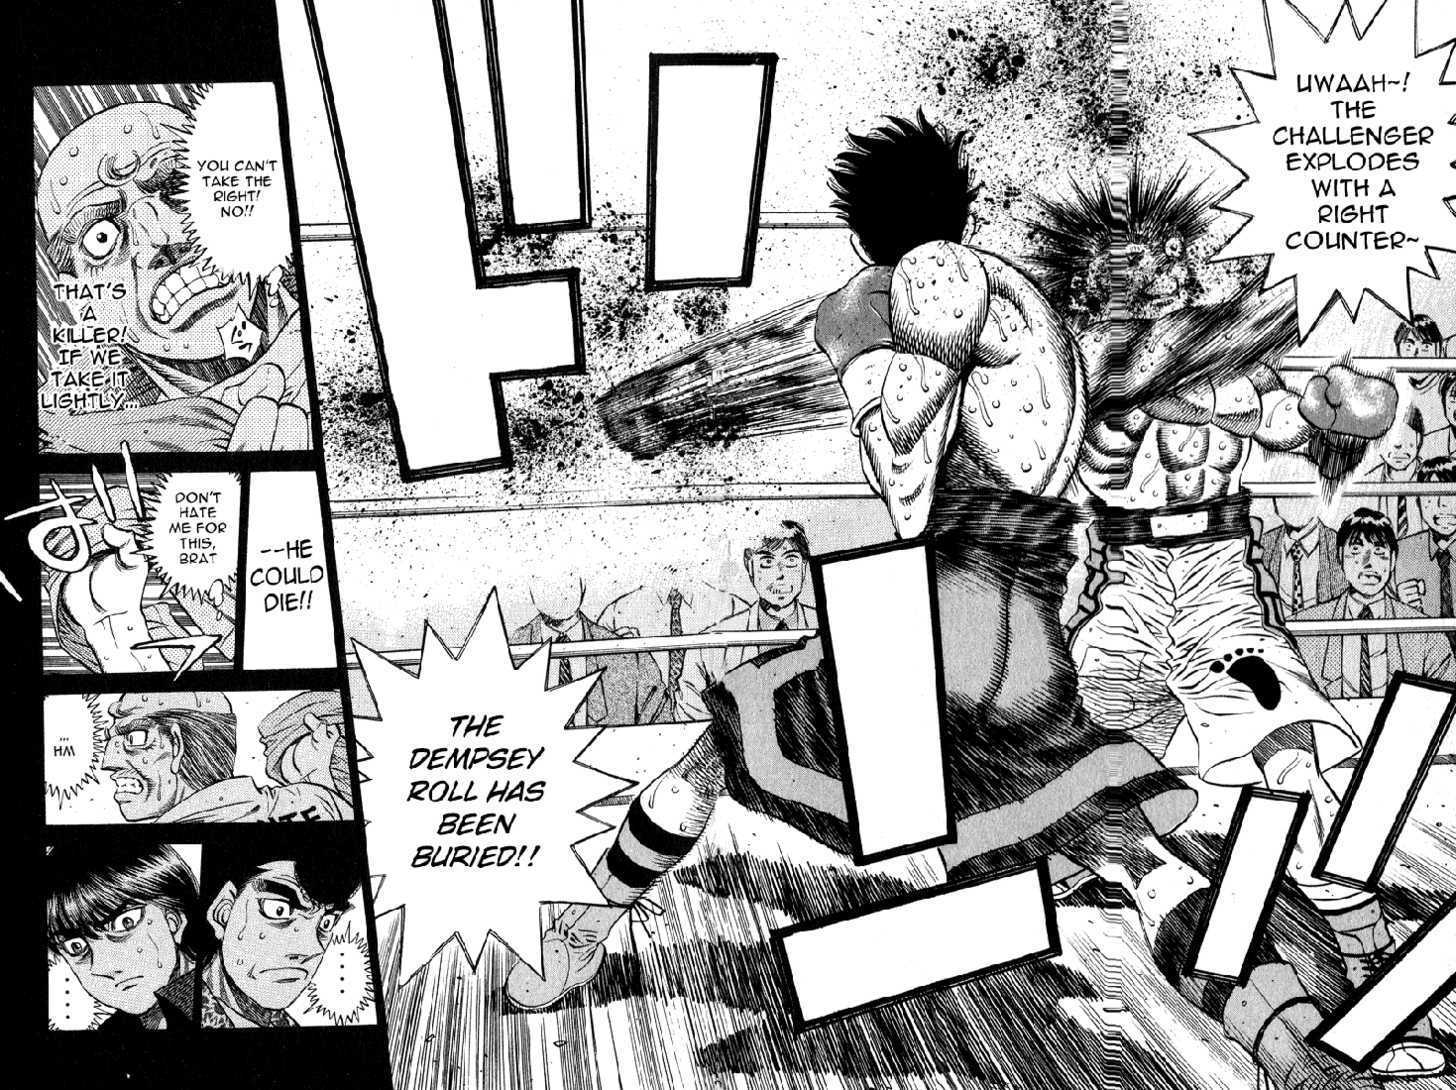 UWAAH~!
THE
CHALLENGER
EXPLODES
WITH A
RIGHT
COUNTER~
THE
DEMPSEY
ROLL HAS
BEEN
BURIED!!
YOU CAN'T
TAKE THE
RIGHT!
NO!!
THAT'S
A
KILLER!
IF WE
TAKE IT
LIGHTLY...
--HE
COULD
DIE!!
DON'T
HATE
ME FOR
THIS,
BRAT
...
HM
....
....